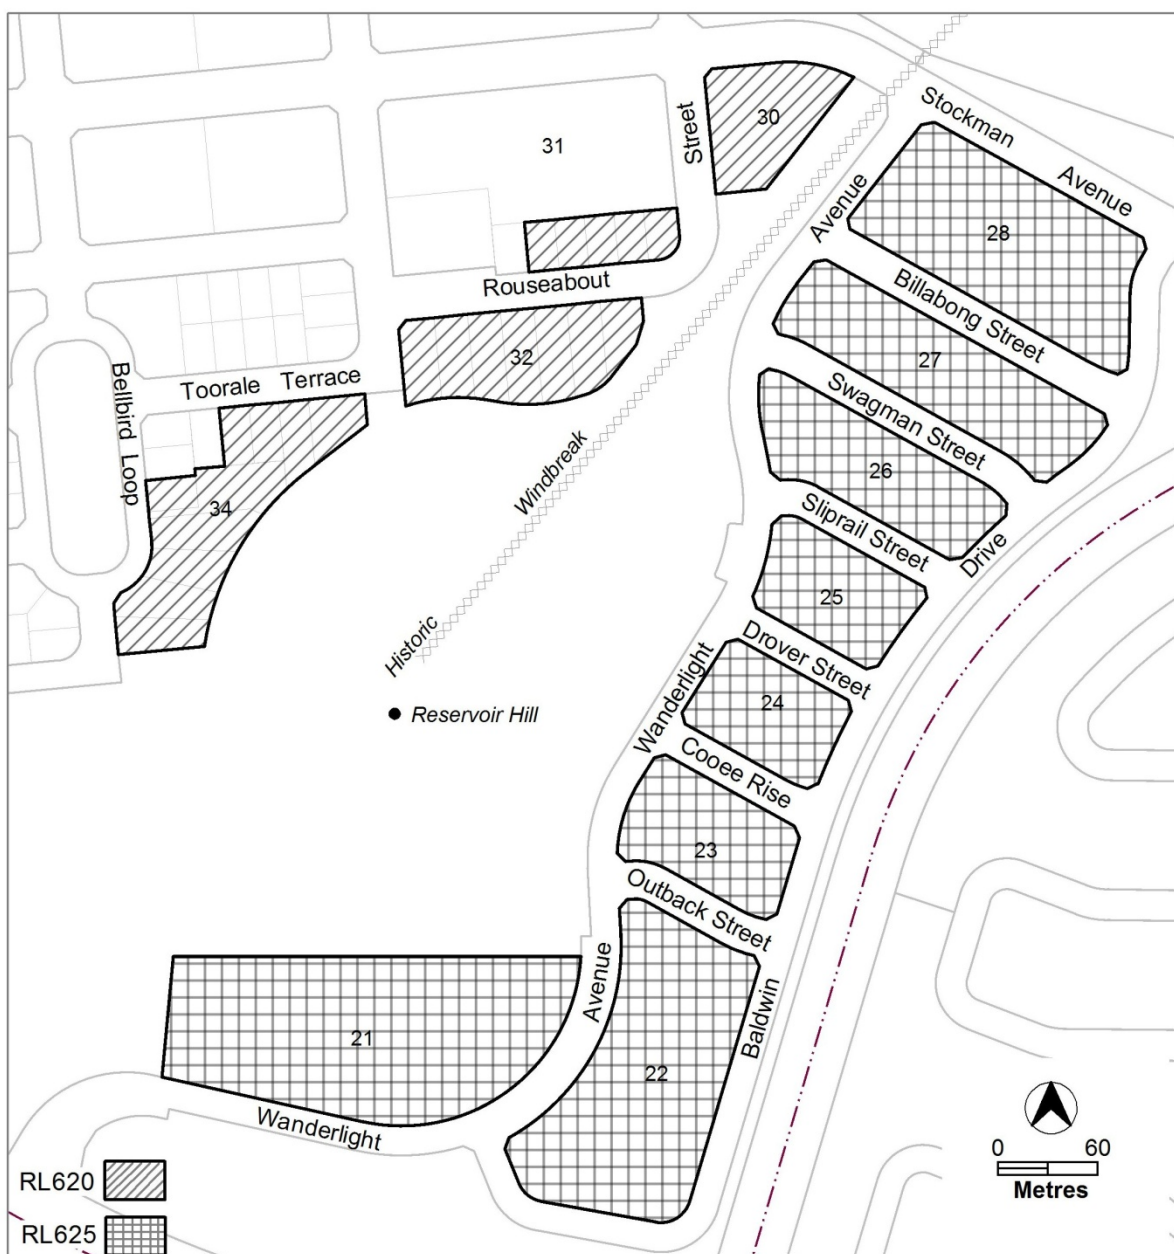 Stockman
Avenue
30
Street
31
Avenue
28
Rouseabout
Billabong Street
27
32
Toorale Terrace
Bellbird Loop
Swagman Street
26
Windbreak
34
Sliprail Street
Drive
25
Historic
Drover Street
Wanderlight
24
Reservoir Hill
Cooee Rise
23
Outback Street
Avenue
Baldwin
21
22
Wanderlight
0 60
Metres
RL620
RL625